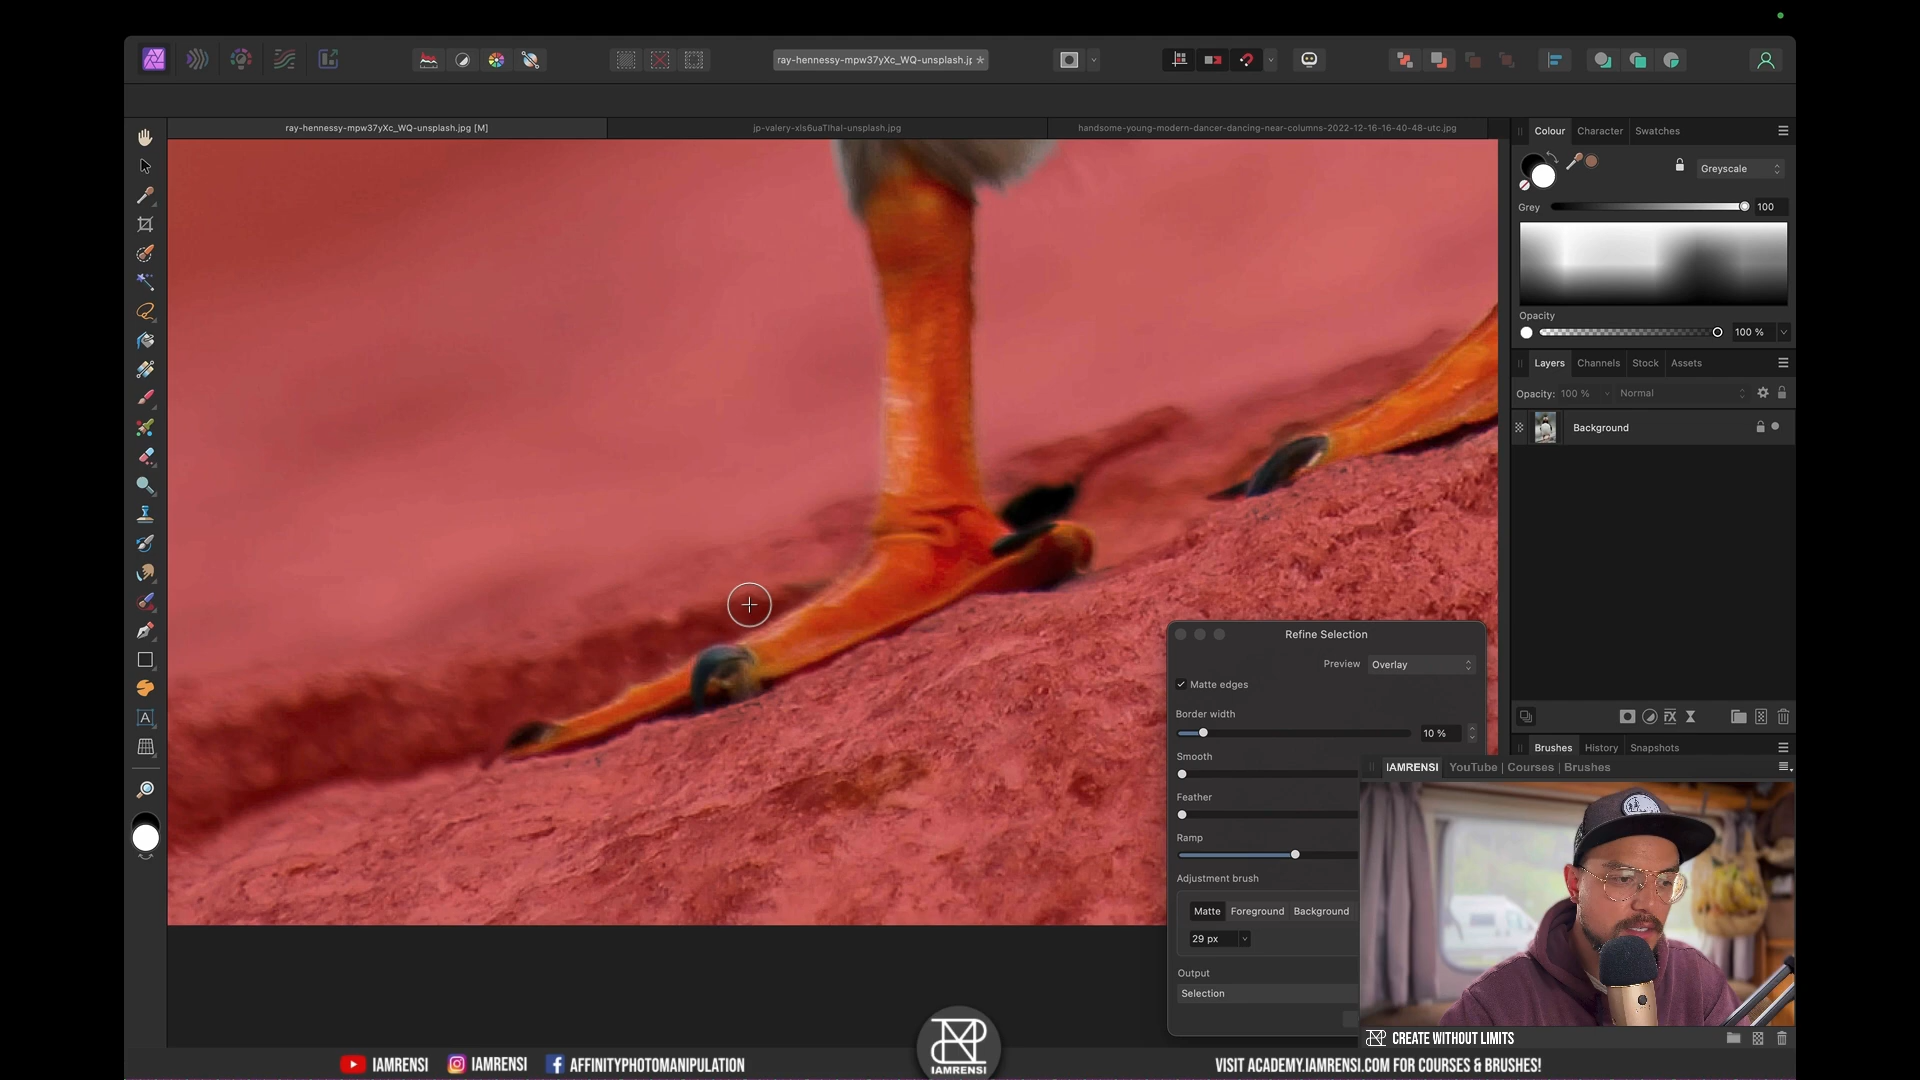 ray-hennessy-mpw37yXc_WQ-unsplash.jp *
ray-hennessy-mpw37yXc_WQ-unsplash.jpg [M]
jp-valery-xls6uaTlhaI-unsplash.jpg
handsome-young-modern-dancer-dancing-near-columns-2022-12-16-16-40-48-utc.jpg
Colour Character Swatches
Greyscale
Grey 100
Opacity
100 %
Layers Channels Stock Assets
Opacity: 100 % Normal
Background
FX
Brushes History Snapshots
IAMRENSI YouTube | Courses | Brushes
A
Refine Selection
Preview Overlay
Matte edges
Border width
10 %
Smooth
Feather
Ramp
Adjustment brush
Matte Foreground Background
29 px
Output
Selection
CREATE WITHOUT LIMITS
IAMRENSI IAMRENSI AFFINITYPHOTOMANIPULATION
IAMRENSI
VISIT ACADEMY.IAMRENSI.COM FOR COURSES & BRUSHES!